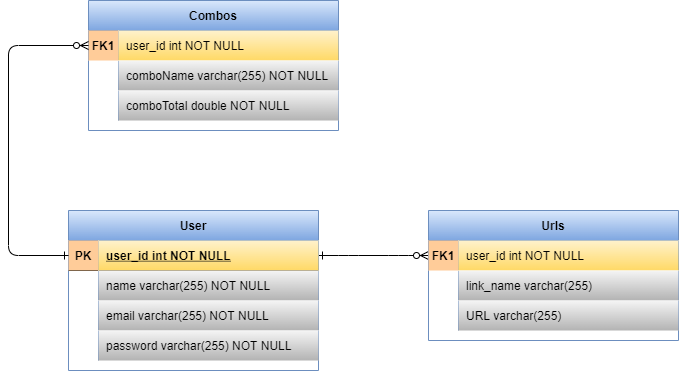 Combos
FK1 user_id int NOT NULL
comboName varchar(255) NOT NULL
comboTotal double NOT NULL
User
PK user_id int NOT NULL
name varchar(255) NOT NULL
email varchar(255) NOT NULL
password varchar(255) NOT NULL
Urls
FK1 user_id int NOT NULL
link_name varchar(255)
URL varchar(255)